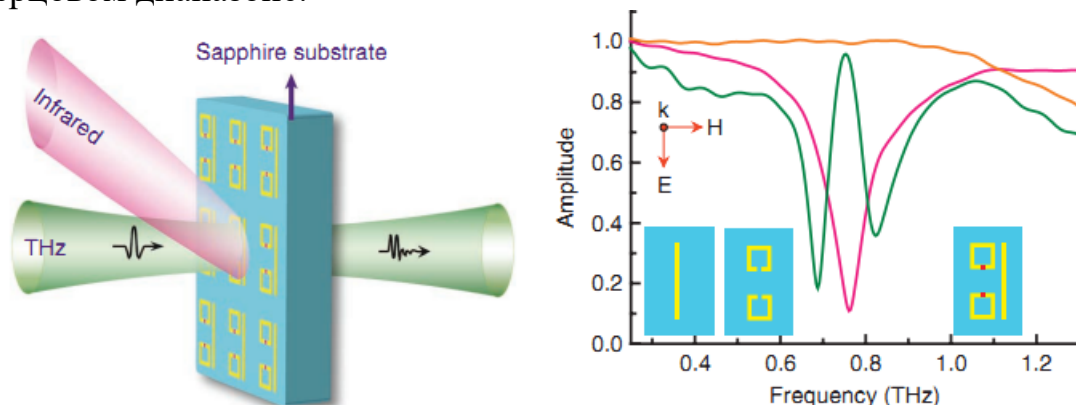 диапазоне.
Sapphire substrate
Infrared
THz
1.0
0.8
0.6
0.4
0.2
0.0
Amplitude
k
H
E
0.4
0.6
0.8
1.0
1.2
Frequency (THz)